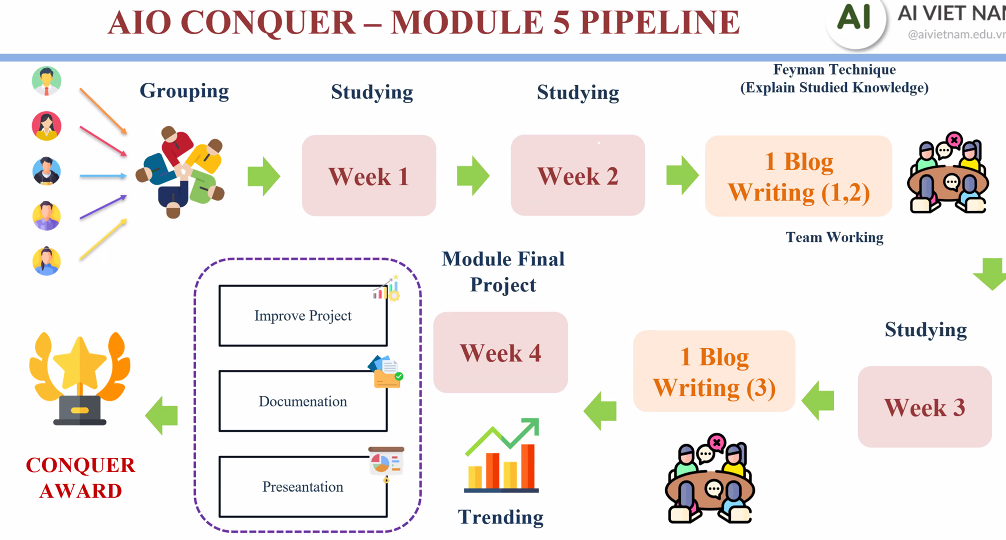 AIO CONQUER – MODULE 5 PIPELINE
AI
AI VIET NAM
@aivietnam.edu.vn
Grouping
Studying
Studying
Feyman Technique
(Explain Studied Knowledge)
Week 1
Week 2
1 Blog
Writing (1,2)
Team Working
Module Final
Project
Improve Project
Documenation
Preseantation
Week 4
Trending
1 Blog
Writing (3)
Studying
Week 3
CONQUER
AWARD